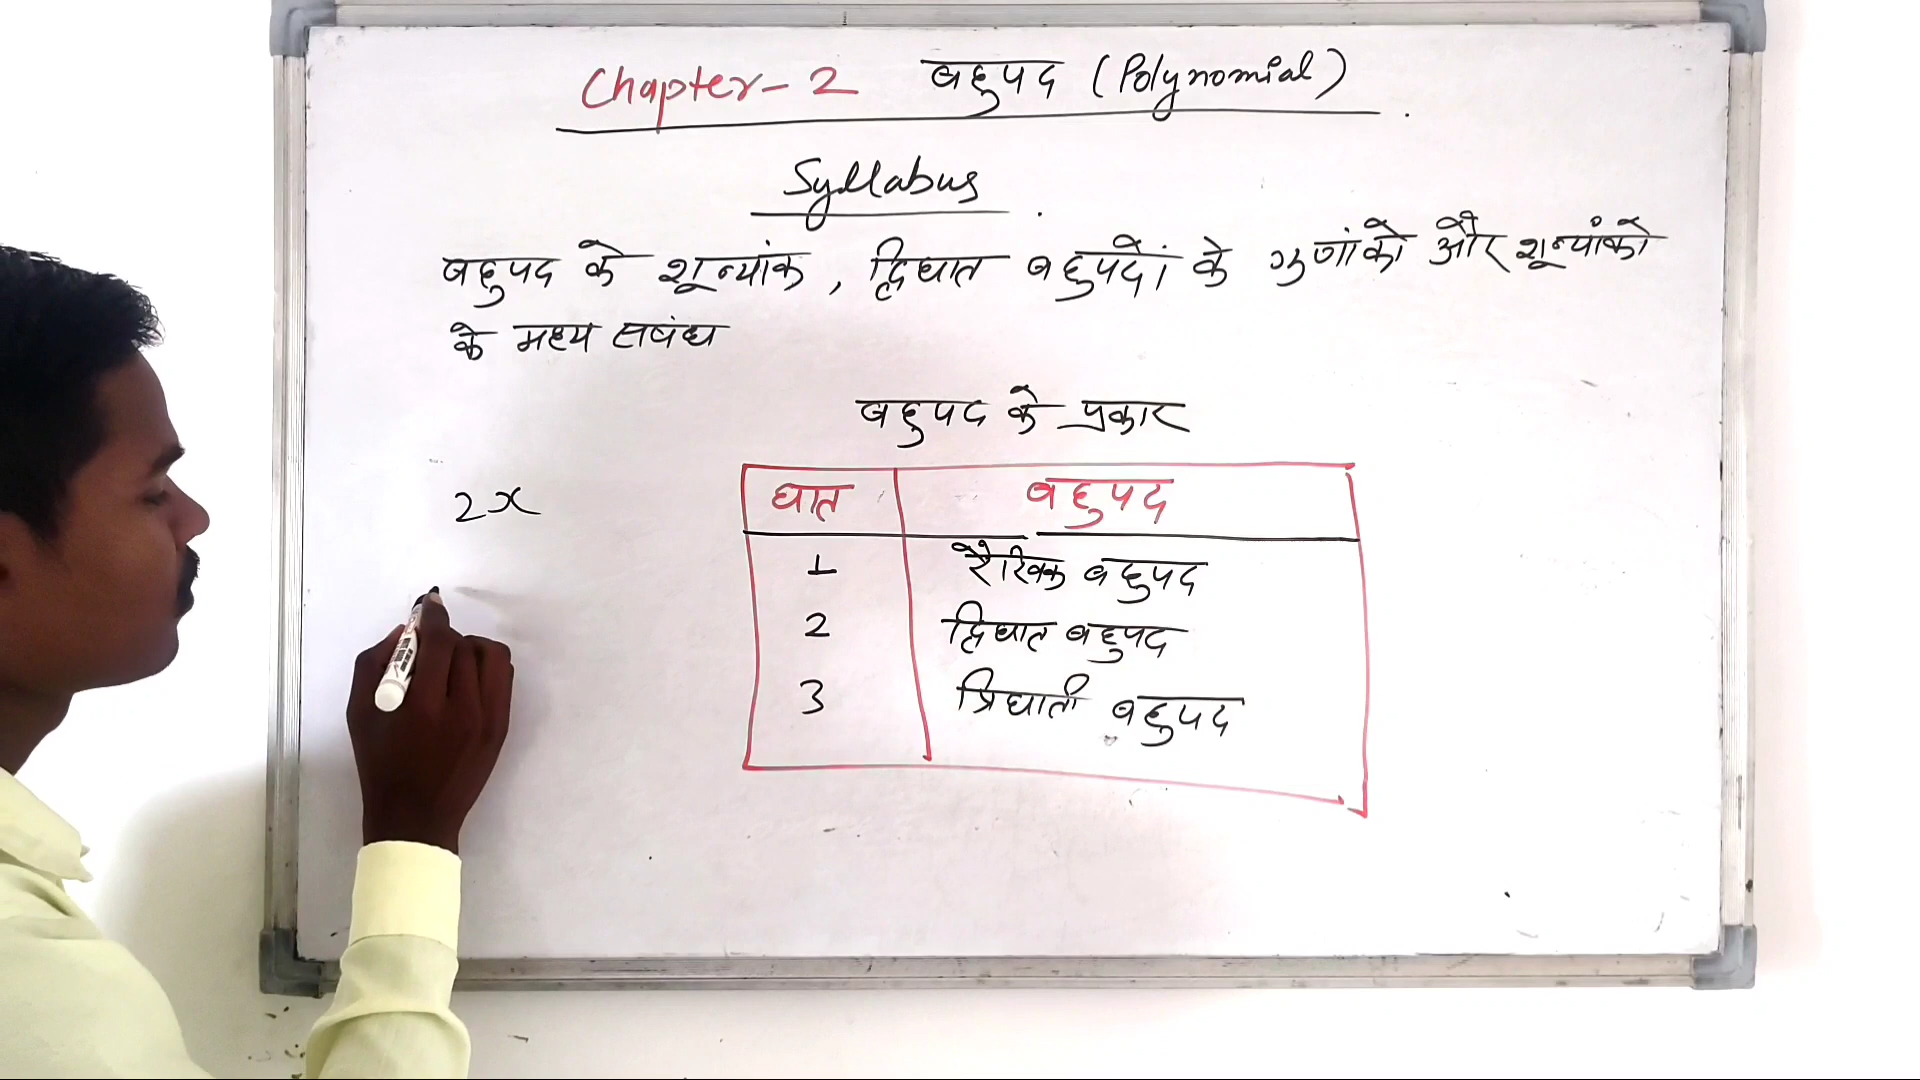 Chapter-2 बहुपद (Polynomial)
Syllabus
बहुपद के शून्यांक, द्विघात बहुपदों के गुणांको और शून्यांको
के मध्य सबंध
बहुपद के प्रकार
2x
घात बहुपद
1 रैखिक बहुपद
2 द्विघात बहुपद
3 त्रिघाती बहुपद